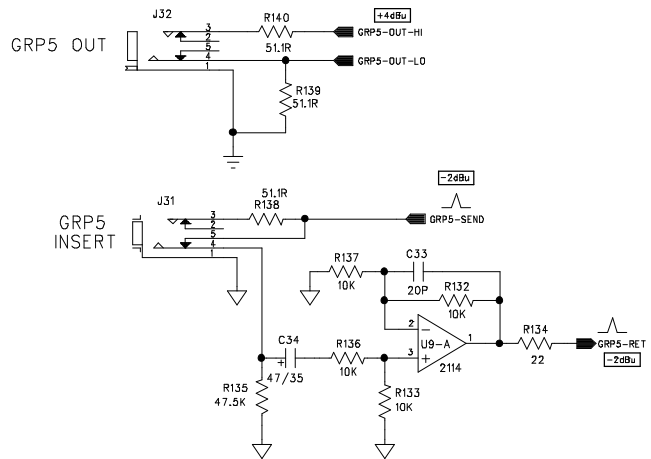 J32
+4dBu
GRP5 OUT
3
2
5
4
1
R140
51.1R
GRP5-OUT-HI
GRP5-OUT-LO
R139
51.1R
-2dBu
J31
51.1R
R138
GRP5
INSERT
3
2
5
4
1
GRP5-SEND
R137
10K
C33
20P
R132
10K
2
3
1
-
+
U9-A
2114
R134
22
GRP5-RET
-2dBu
C34
+
47/35
R136
10K
R135
47.5K
R133
10K